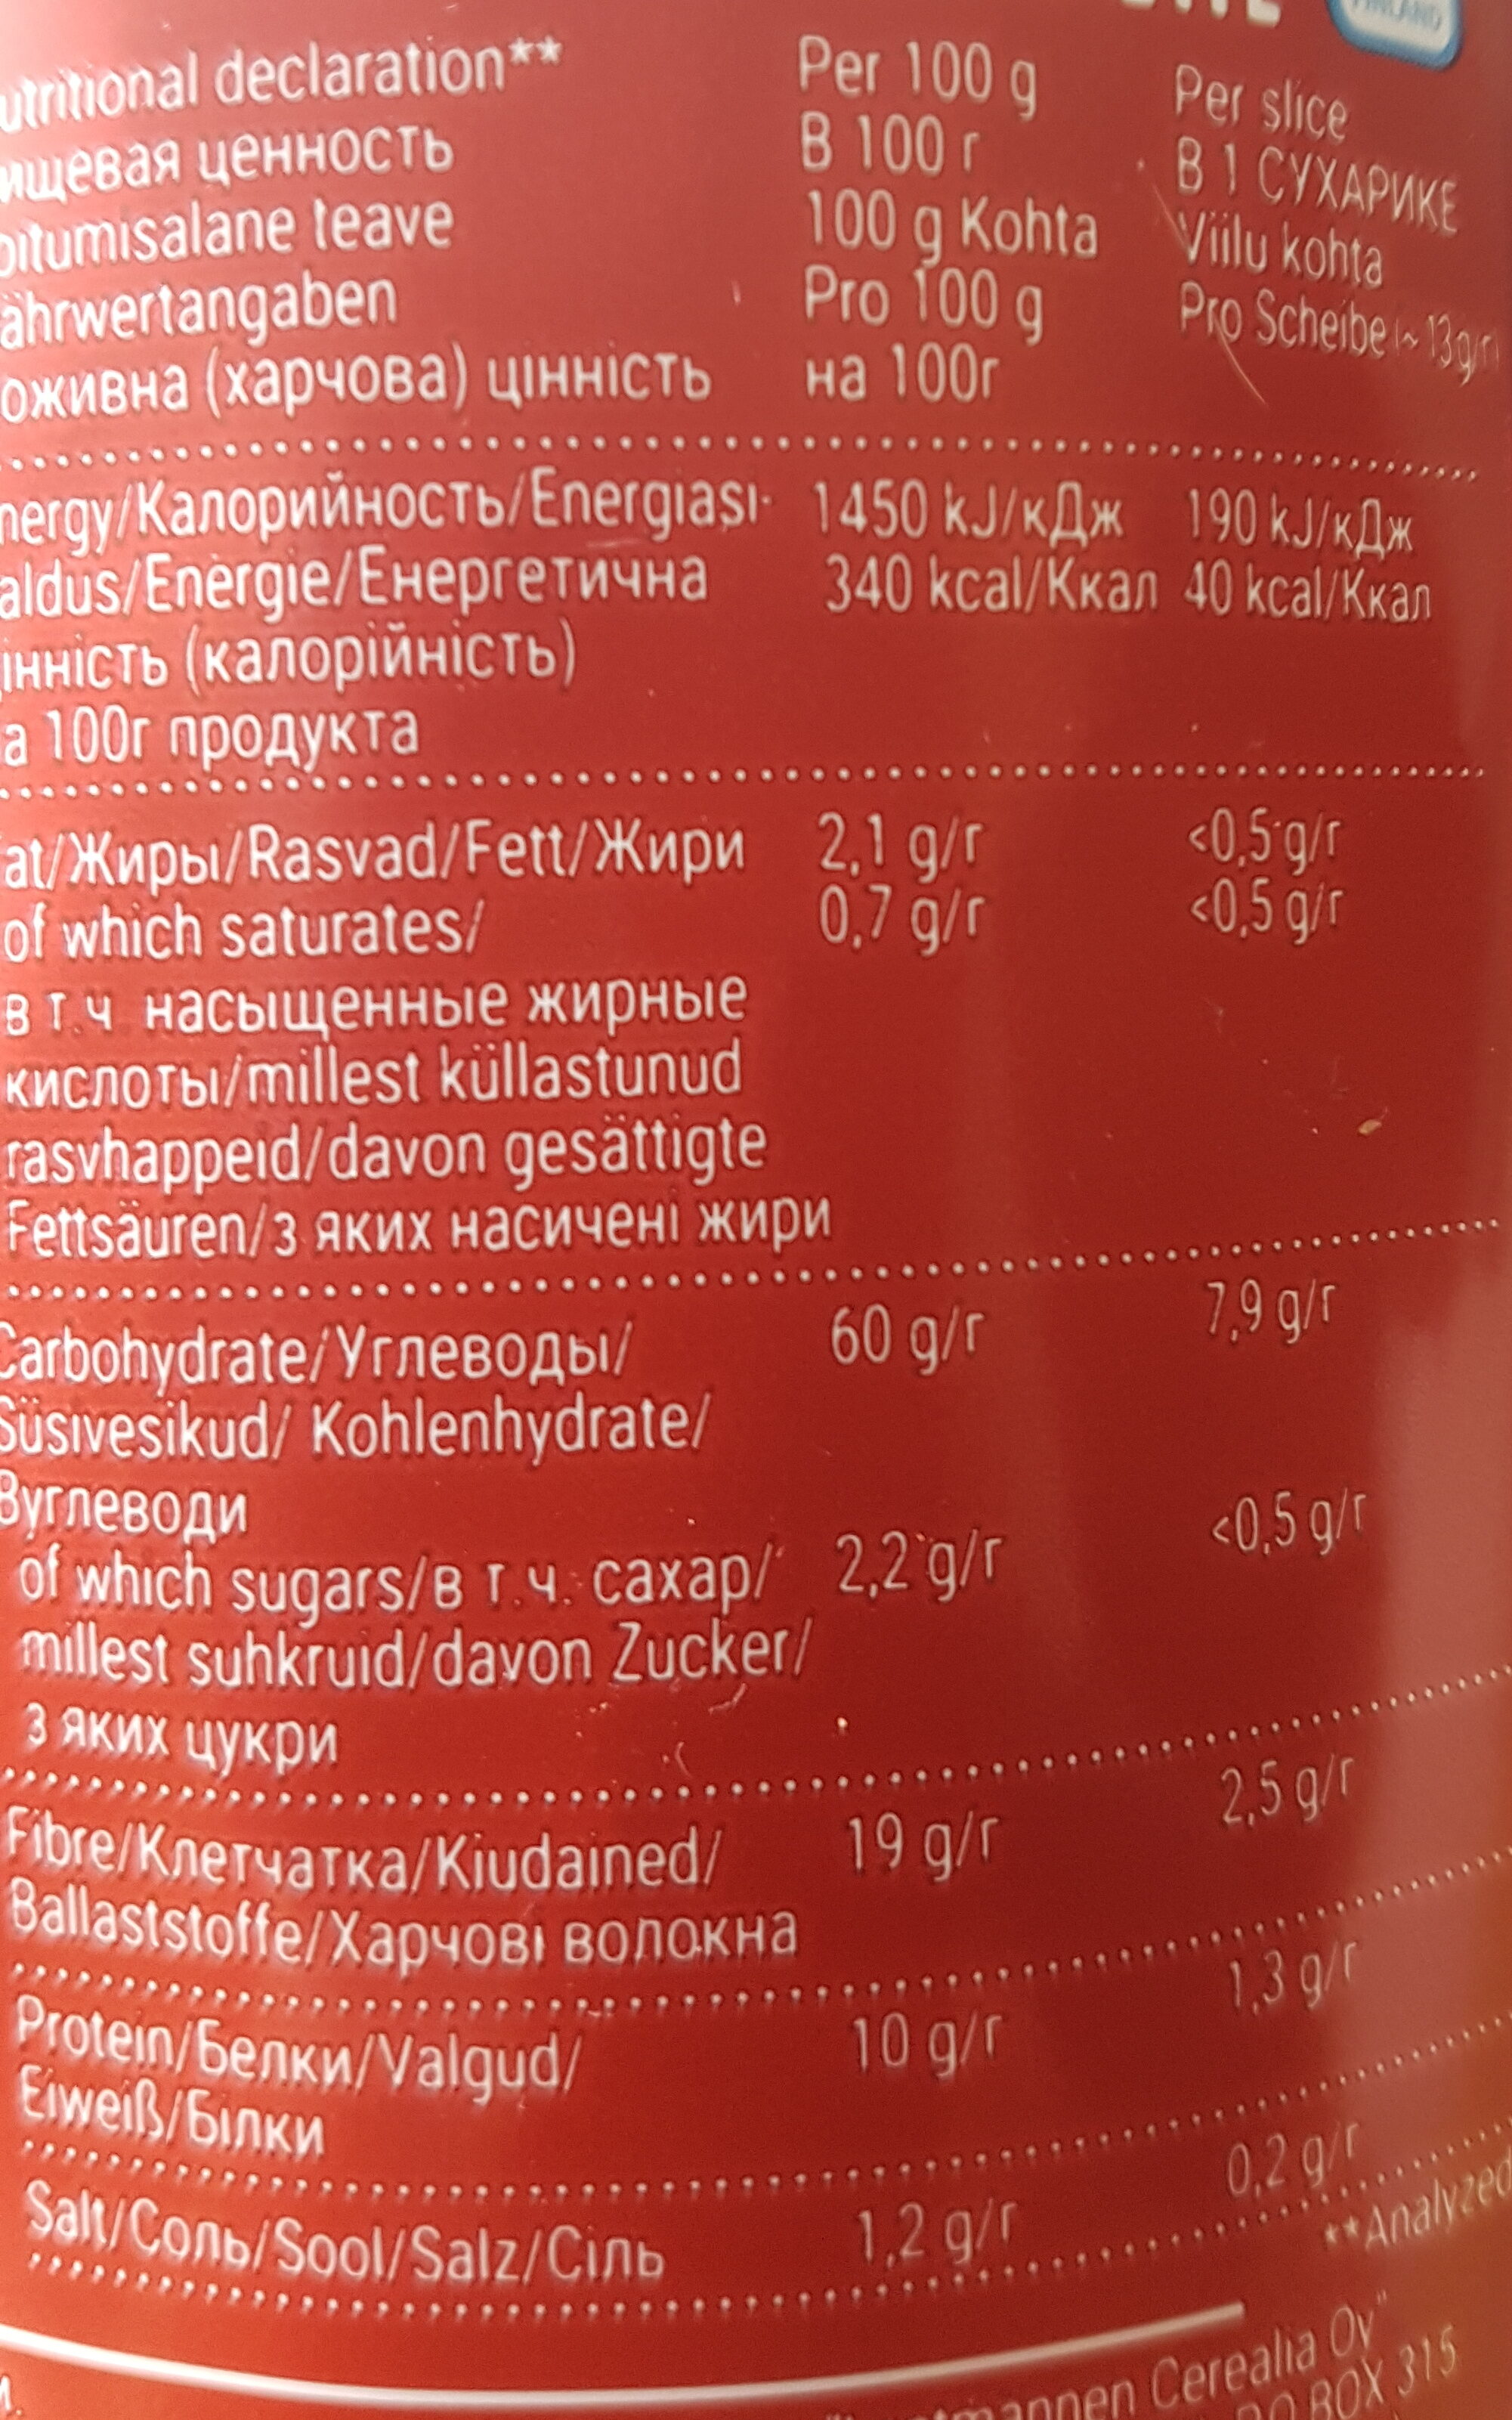 FINLAND
utritional declaration** Per 100 g Per slice
ищевая ценность В 100 г В 1 СУХАРИКЕ
oitumisalane teave 100 g Kohta Viilu kohta
ährwertangaben Pro 100 g Pro Scheibe (~ 13 g/г)
оживна (харчова) цінність на 100г
nergy/Калорийность/Energiasi- 1450 kJ/кДж 190 kJ/кДж
aldus/Energie/Енергетична 340 kcal/Ккал 40 kcal/Ккал
інність (калорійність)
а 100г продукта
at/Жиры/Rasvad/Fett/Жири 2,1 g/г <0,5 g/г
of which saturates/ 0,7 g/г <0,5 g/г
в т.ч насыщенные жирные
кислоты/millest küllastunud
rasvhappeid/davon gesättigte
Fettsäuren/з яких насичені жири
Carbohydrate/Углеводы/ 60 g/г 7,9 g/г
Süsivesikud/ Kohlenhydrate/
Вуглеводи
of which sugars/в т.ч. сахар/ 2,2 g/г <0,5 g/г
millest suhkruid/davon Zucker/
з яких цукри
Fibre/Клетчатка/Kiudained/ 19 g/г 2,5 g/г
Ballaststoffe/Харчові волокна
Protein/Белки/Valgud/ 10 g/г 1,3 g/г
Eiweiß/Білки
Salt/Соль/Sool/Salz/Сіль 1,2 g/г 0,2 g/г
**Analyzed
mannen Cerealia Oy"
PO BOX 315